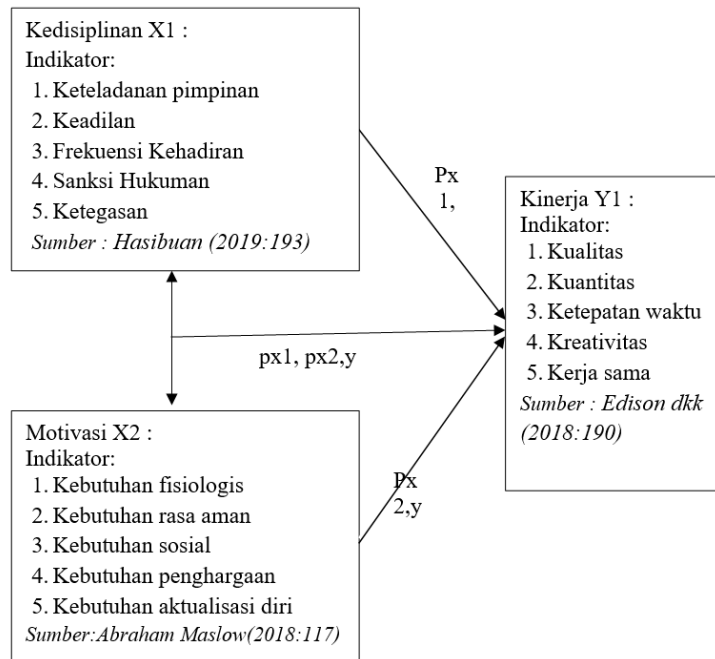 Kedisiplinan X1 :
Indikator:
1. Keteladanan pimpinan
2. Keadilan
3. Frekuensi Kehadiran
4. Sanksi Hukuman
5. Ketegasan
Sumber : Hasibuan (2019:193)
Px
1,
Kinerja Y1 :
Indikator:
1. Kualitas
2. Kuantitas
3. Ketepatan waktu
4. Kreativitas
5. Kerja sama
Sumber : Edison dkk
(2018:190)
px1, px2,y
Motivasi X2 :
Indikator:
1. Kebutuhan fisiologis
2. Kebutuhan rasa aman
3. Kebutuhan sosial
4. Kebutuhan penghargaan
5. Kebutuhan aktualisasi diri
Sumber:Abraham Maslow(2018:117)
Px
2,y